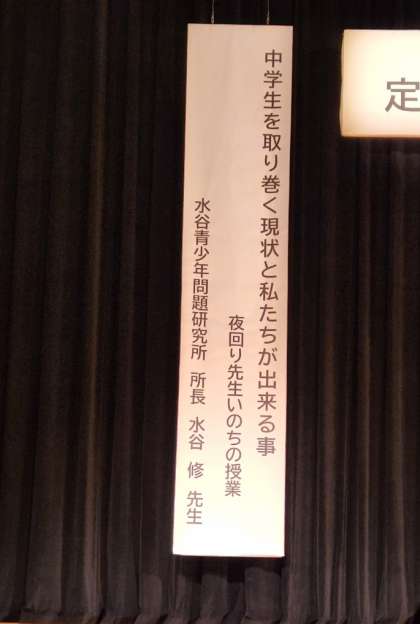 定
中学生を取り巻く現状と私たちが出来る事
夜回り先生いのちの授業
水谷青少年問題研究所 所長 水谷 修 先生